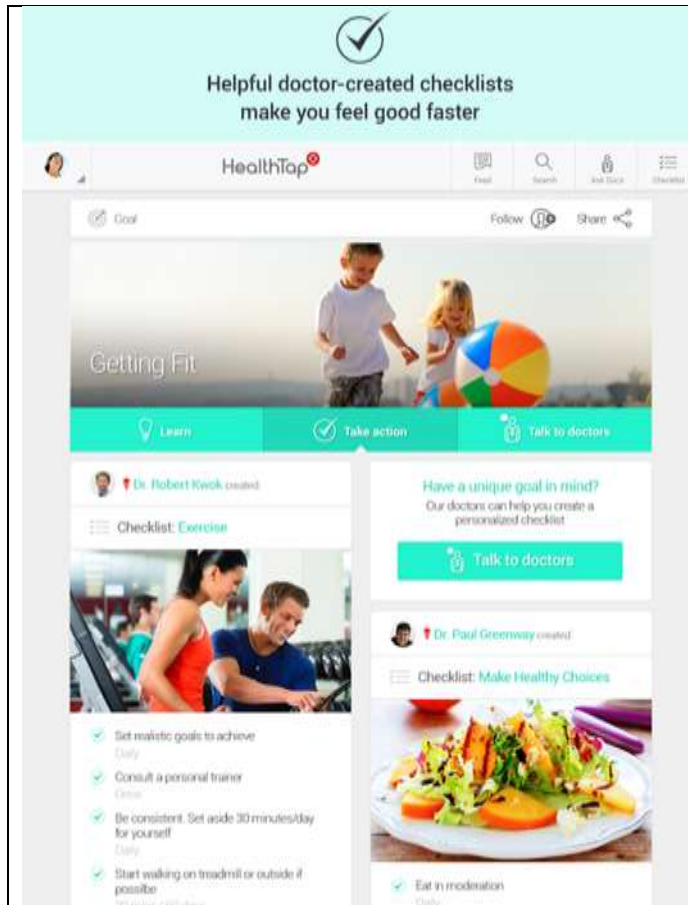 Helpful doctor-created checklists
make you feel good faster
HealthTap
Feed
Search
Ask Docs
Checklist
Goal
Follow
Share
Getting Fit
Learn
Take action
Talk to doctors
Dr. Robert Kwok created
Checklist: Exercise
Set realistic goals to achieve
Daily
Consult a personal trainer
Once
Be consistent. Set aside 30 minutes/day
for yourself
Daily
Start walking on treadmill or outside if
possilbe
Have a unique goal in mind?
Our doctors can help you create a
personalized checklist
Talk to doctors
Dr. Paul Greenway created
Checklist: Make Healthy Choices
Eat in moderation
Daily